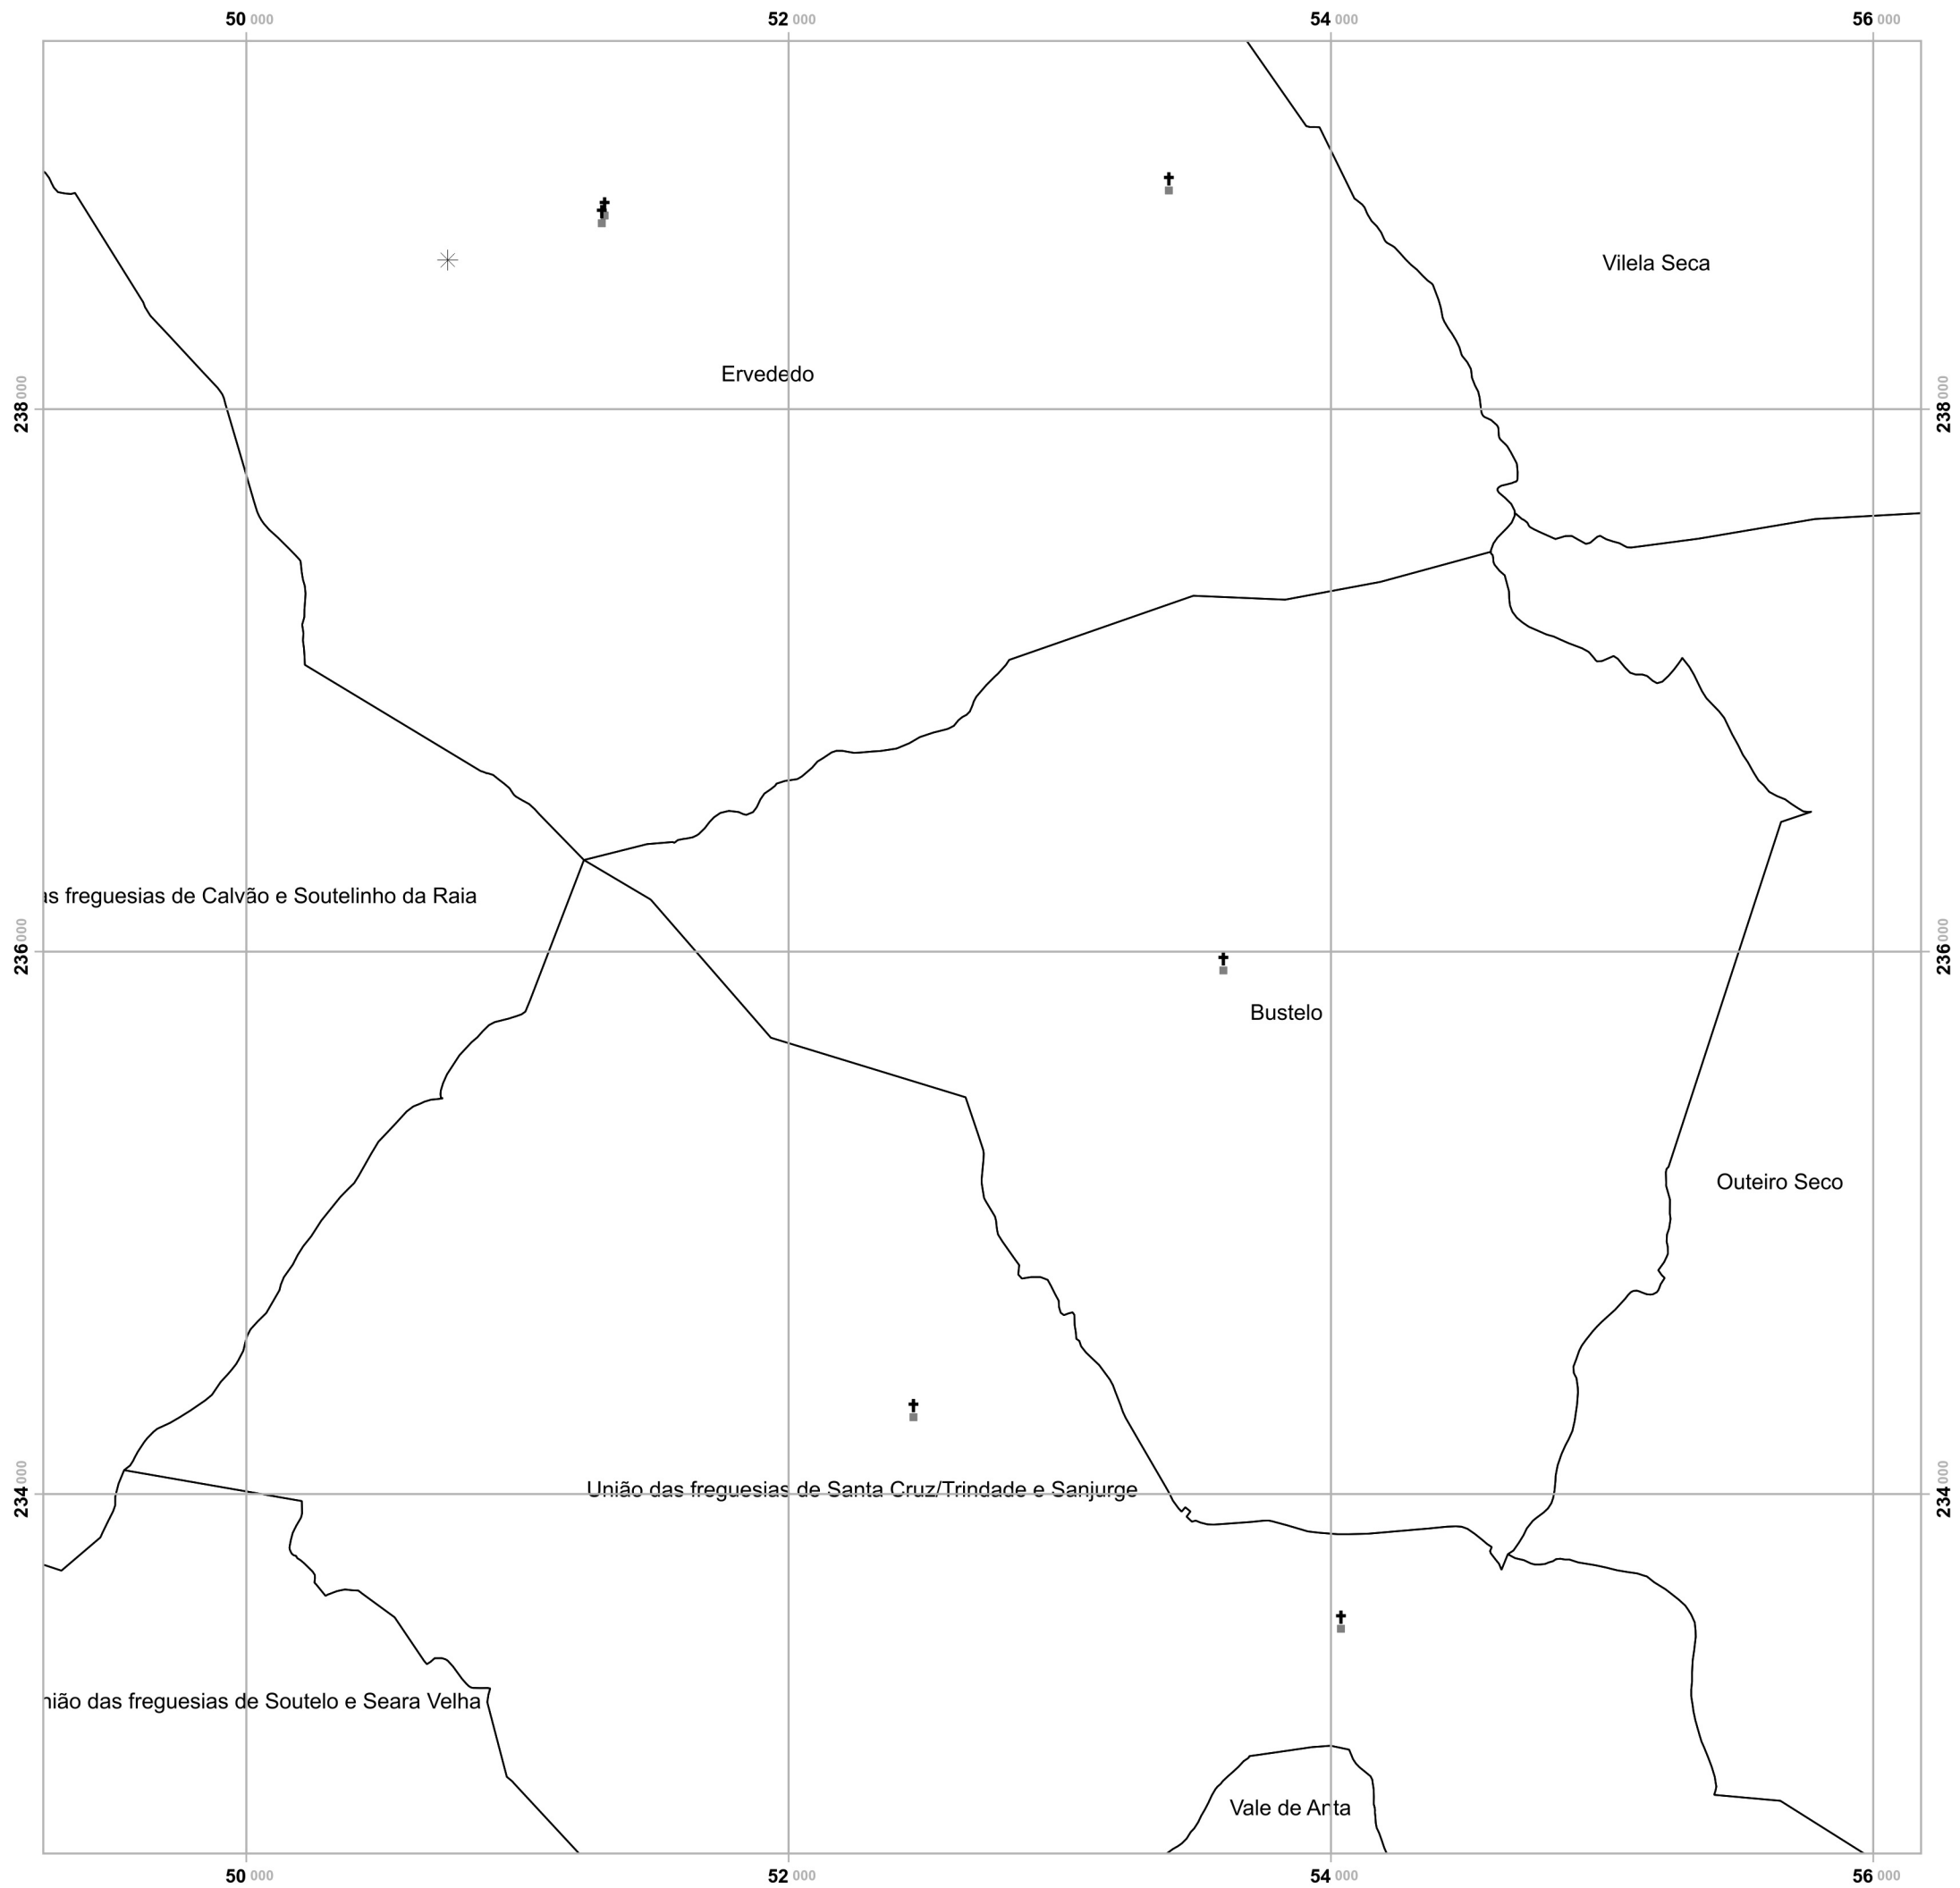 50 000
52 000
54 000
56 000
Vilela Seca
Ervededo
238 000
238 000
as freguesias de Calvão e Soutelinho da Raia
236 000
236 000
Bustelo
Outeiro Seco
União das freguesias de Santa Cruz/Trindade e Sanjurge
234 000
234 000
nião das freguesias de Soutelo e Seara Velha
Vale de Anta
50 000
52 000
54 000
56 000